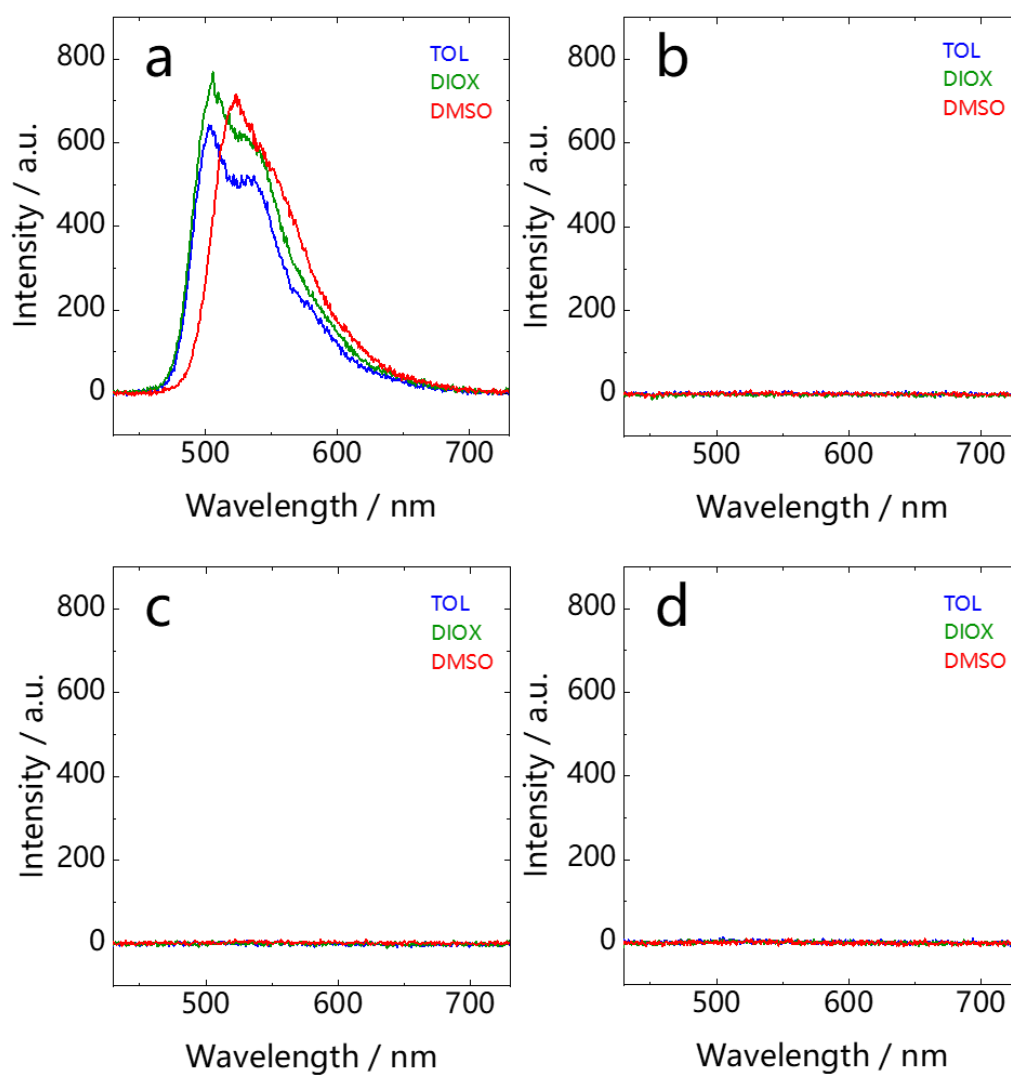 a
TOL
DIOX
DMSO
800
600
400
200
0
500 600 700
Intensity / a.u.
Wavelength / nm
b
TOL
DIOX
DMSO
800
600
400
200
0
500 600 700
Intensity / a.u.
Wavelength / nm
c
TOL
DIOX
DMSO
800
600
400
200
0
500 600 700
Intensity / a.u.
Wavelength / nm
d
TOL
DIOX
DMSO
800
600
400
200
0
500 600 700
Intensity / a.u.
Wavelength / nm